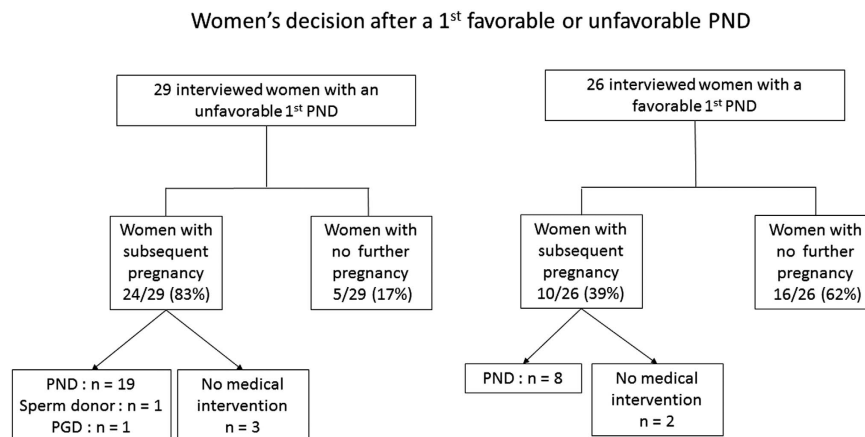 Women’s decision after a 1st favorable or unfavorable PND
29 interviewed women with an
unfavorable 1st PND
26 interviewed women with a
favorable 1st PND
Women with
subsequent
pregnancy
24/29 (83%)
Women with
no further
pregnancy
5/29 (17%)
Women with
subsequent
pregnancy
10/26 (39%)
Women with
no further
pregnancy
16/26 (62%)
PND : n = 19
Sperm donor : n = 1
PGD : n = 1
No medical
intervention
n = 3
PND : n = 8
No medical
intervention
n = 2